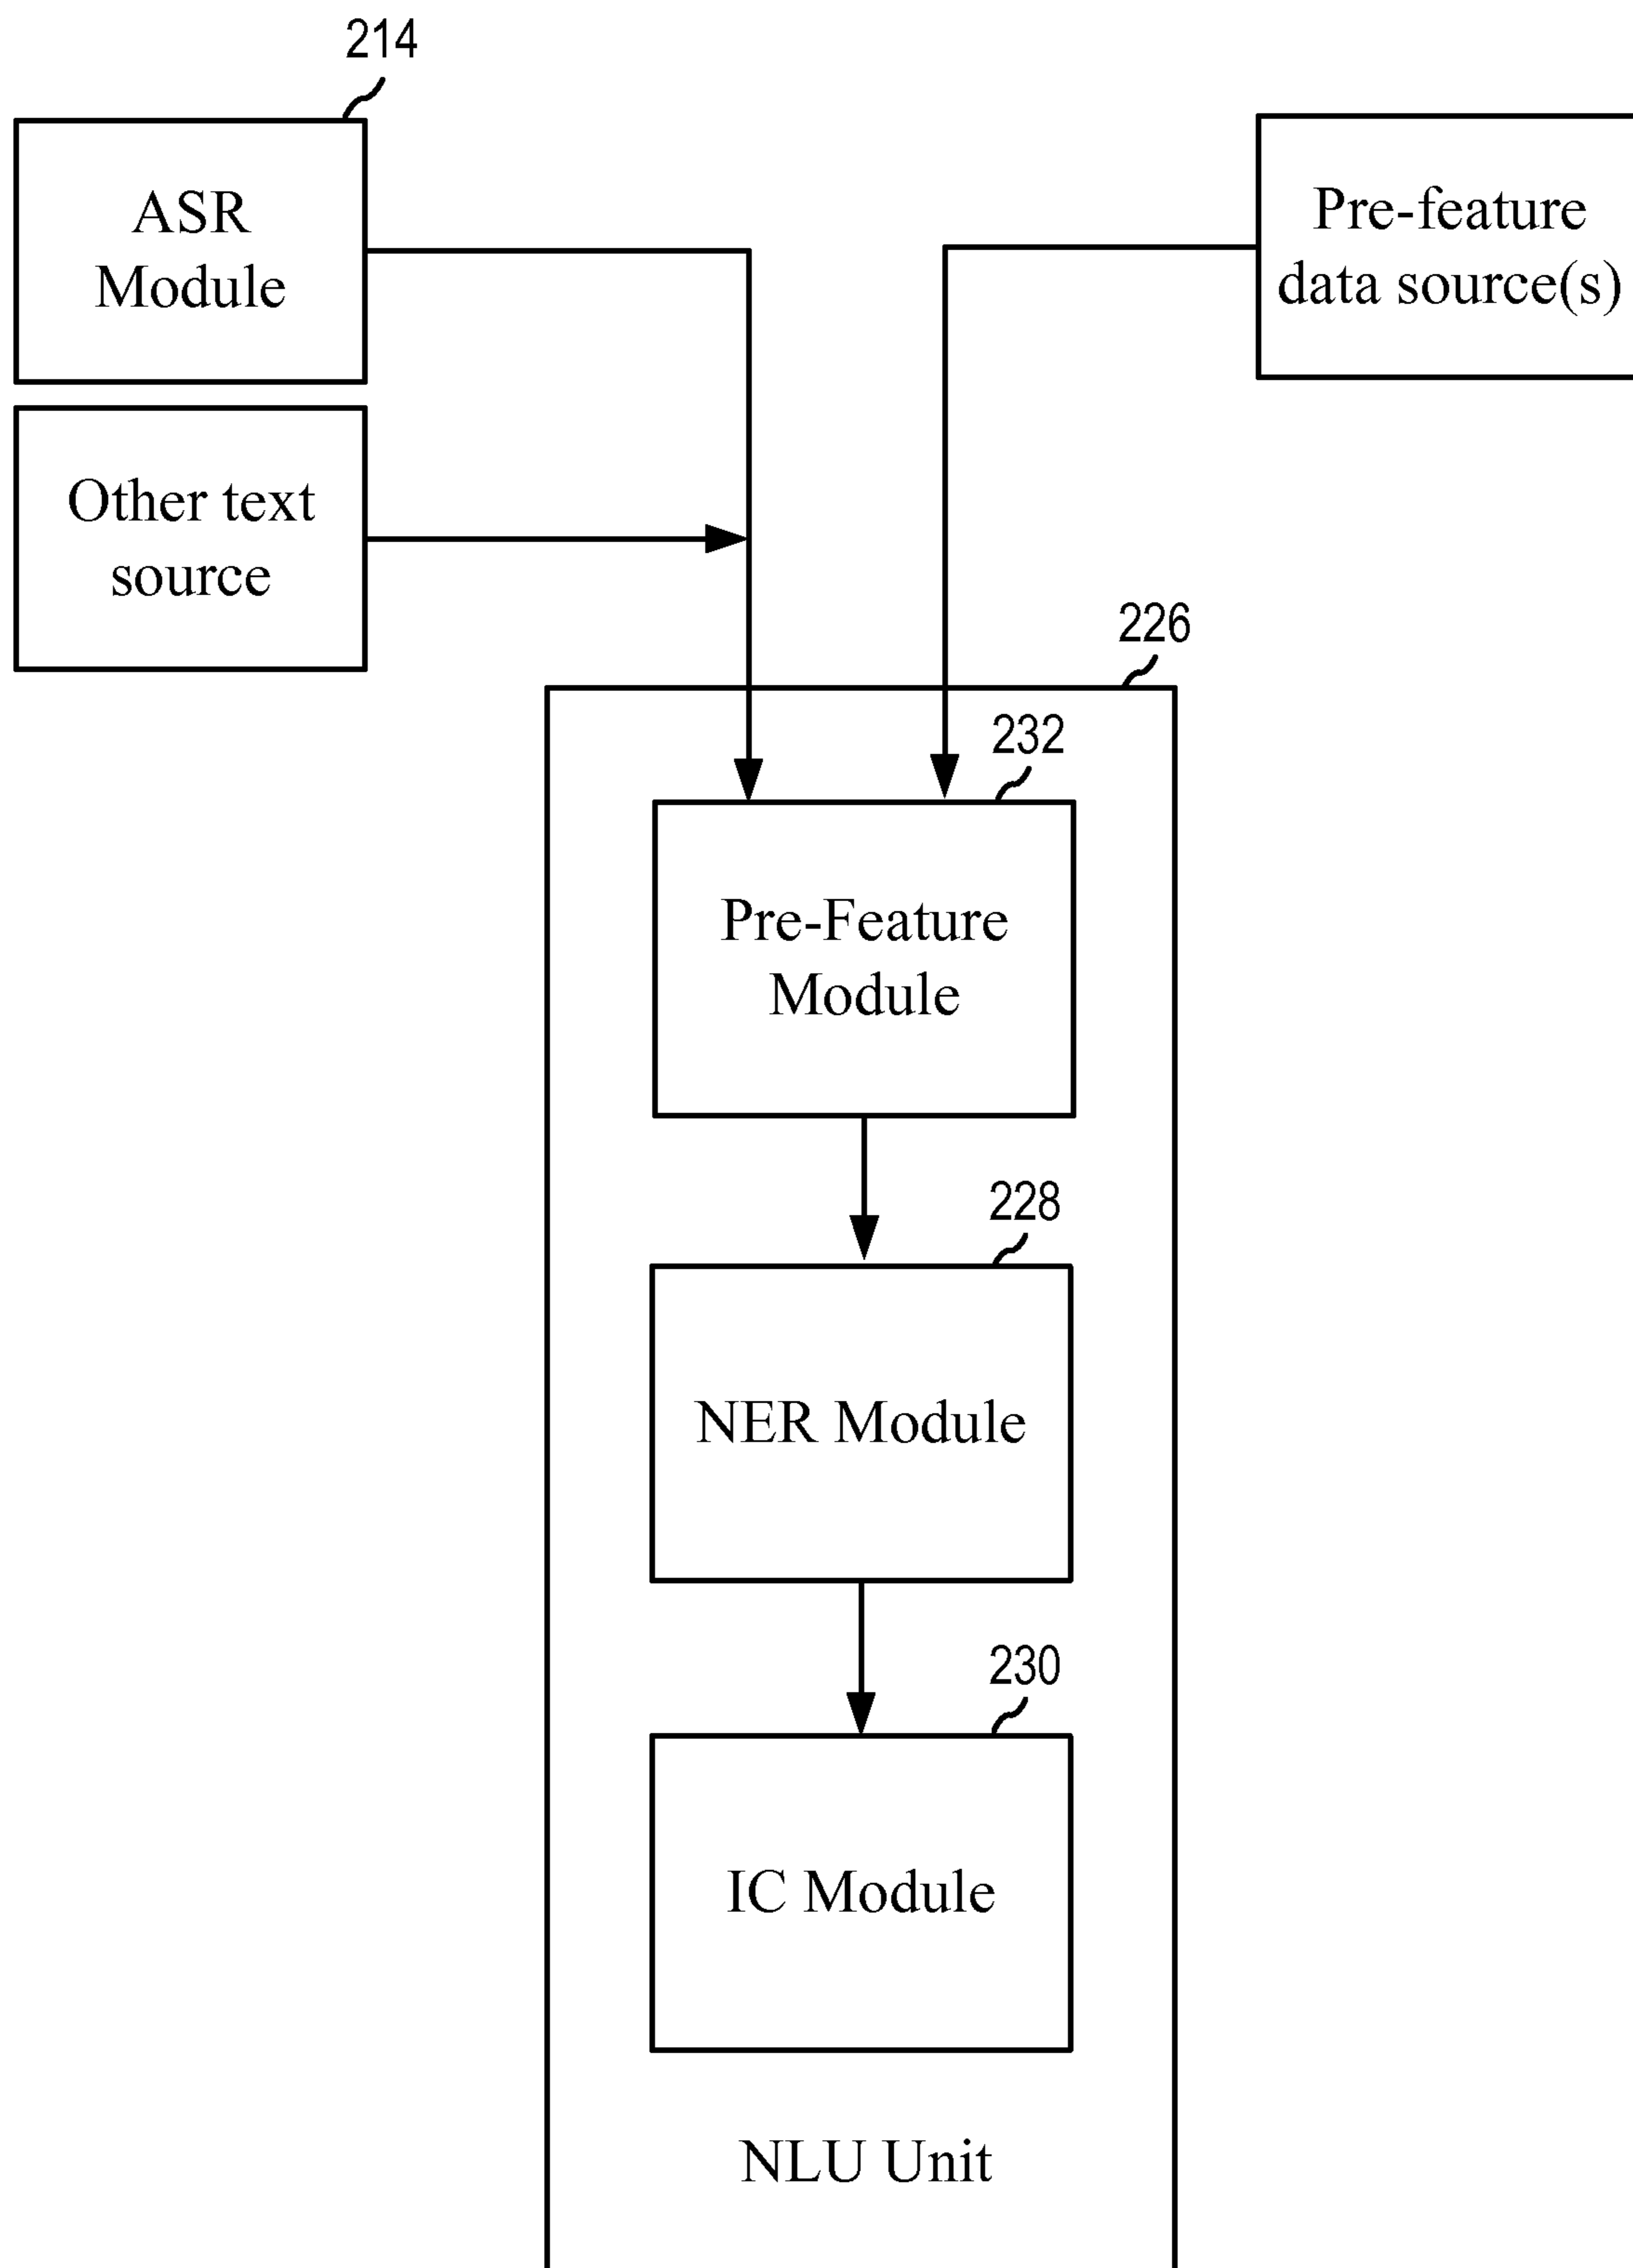 214
ASR
Module
Pre-feature
data source(s)
Other text
source
226
232
Pre-Feature
Module
228
NER Module
230
IC Module
NLU Unit